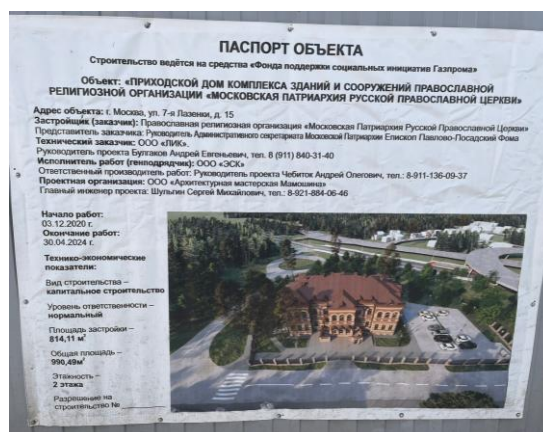 ПАСПОРТ ОБЪЕКТА
Строительство ведётся на средства «Фонда поддержки социальных инициатив Газпрома»
Объект: «ПРИХОДСКОЙ ДОМ КОМПЛЕКСА ЗДАНИЙ И СООРУЖЕНИЙ ПРАВОСЛАВНОЙ
РЕЛИГИОЗНОЙ ОРГАНИЗАЦИИ «МОСКОВСКАЯ ПАТРИАРХИЯ РУССКОЙ ПРАВОСЛАВНОЙ ЦЕРКВИ»
Адрес объекта: г. Москва, ул. 7-я Лазенки, д. 15
Застройщик (заказчик): Православная религиозная организация «Московская Патриархия Русской Православной Церкви»
Представитель заказчика: Руководитель Административного секретариата Московской Патриархии Епископ Павлово-Посадский Фома
Технический заказчик: ООО «ПИК».
Руководитель проекта Булгаков Андрей Евгеньевич, тел. 8 (911) 840-31-40
Исполнитель работ (генподрядчик): ООО «ЭСК»
Ответственный производитель работ: Руководитель проекта Чебиток Андрей Олегович, тел.: 8-911-136-09-37
Проектная организация: ООО «Архитектурная мастерская Мамошина»
Главный инженер проекта: Шульгин Сергей Михайлович, тел.: 8-921-884-06-46
Начало работ:
03.12.2020 г.
Окончание работ:
30.04.2024 г.
Технико-экономические
показатели:
Вид строительства –
капитальное строительство
Уровень ответственности –
нормальный
Площадь застройки –
814,11 м²
Общая площадь –
990,49м²
Этажность –
2 этажа
Разрешение на
строительство №